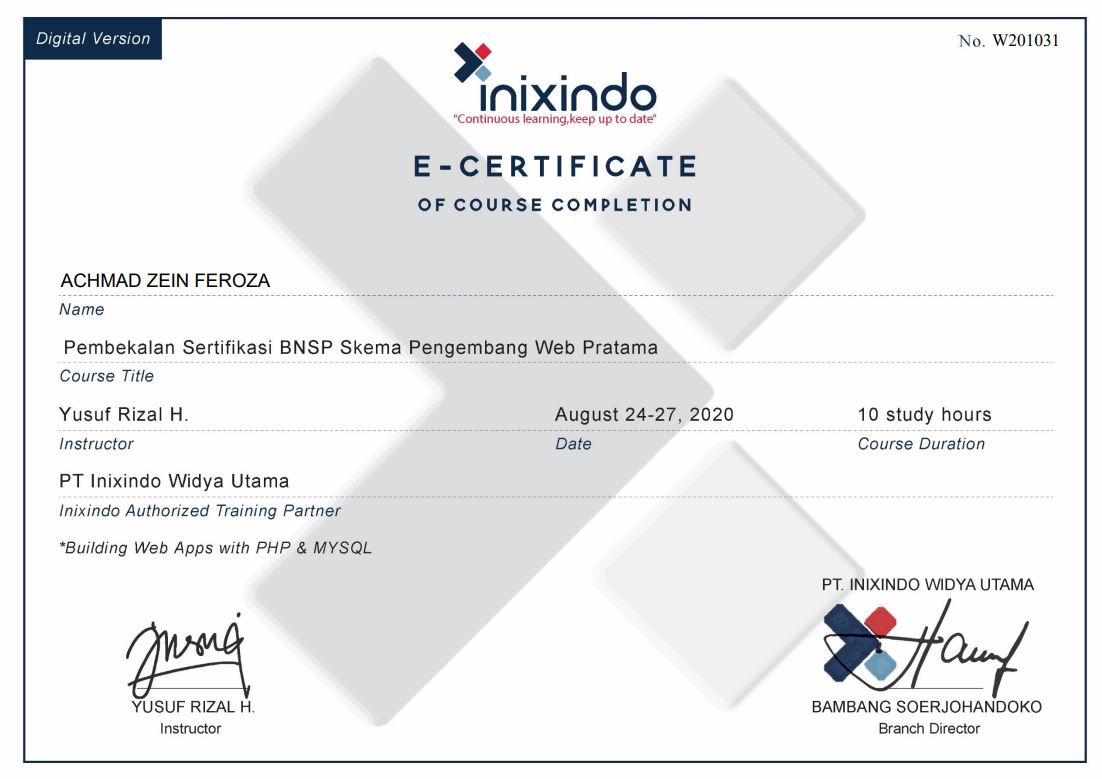 Digital Version
No. W201031
inixindo
"Continuous learning,keep up to date"
E-CERTIFICATE
OF COURSE COMPLETION
ACHMAD ZEIN FEROZA
Name
Pembekalan Sertifikasi BNSP Skema Pengembang Web Pratama
Course Title
Yusuf Rizal H. August 24-27, 2020 10 study hours
Instructor Date Course Duration
PT Inixindo Widya Utama
Inixindo Authorized Training Partner
*Building Web Apps with PHP & MYSQL
PT. INIXINDO WIDYA UTAMA
YUSUF RIZAL H. BAMBANG SOERJOHANDOKO
Instructor Branch Director